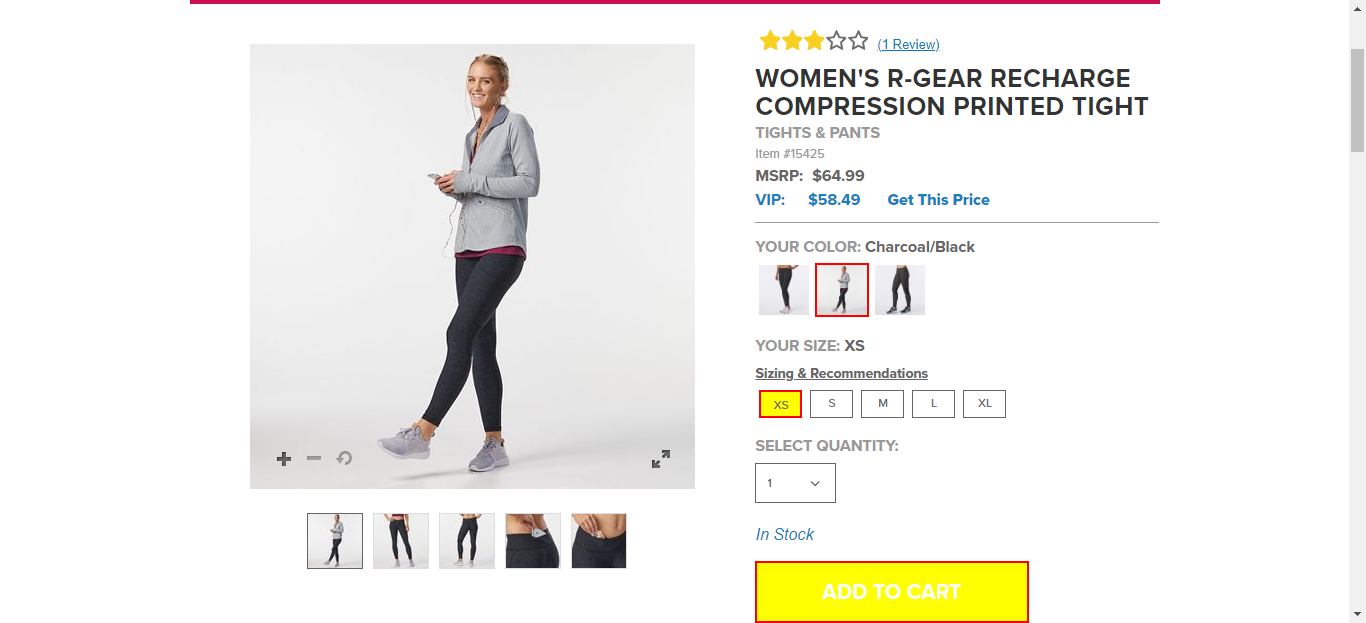 (1 Review)
WOMEN'S R-GEAR RECHARGE
COMPRESSION PRINTED TIGHT
TIGHTS & PANTS
Item #15425
MSRP: $64.99
VIP: $58.49 Get This Price
YOUR COLOR: Charcoal/Black
YOUR SIZE: XS
Sizing & Recommendations
XS S M L XL
SELECT QUANTITY:
1
In Stock
ADD TO CART